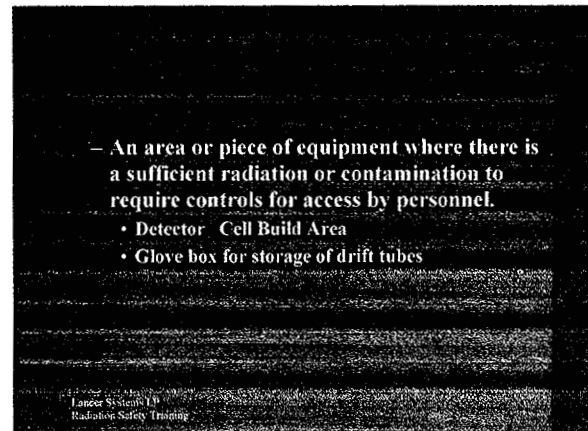 – An area or piece of equipment where there is
a sufficient radiation or contamination to
require controls for access by personnel.
• Detector Cell Build Area
• Glove box for storage of drift tubes
Lancer Systems LP
Radiation Safety Training